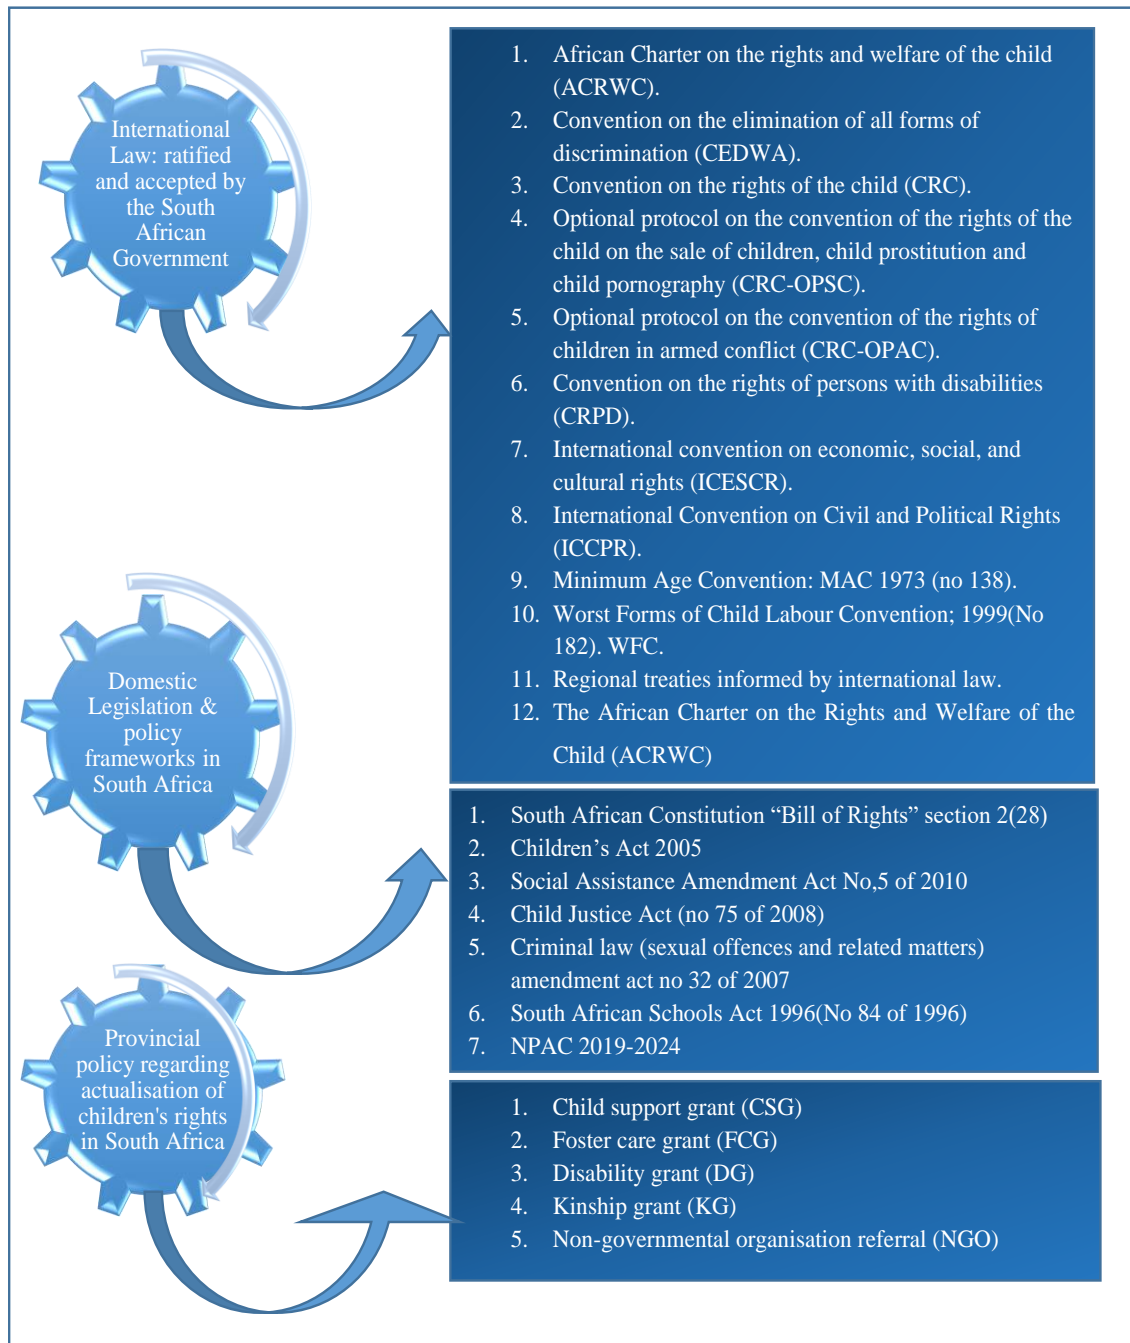 International
Law: ratified
and accepted by
the South
African
Government
1. African Charter on the rights and welfare of the child
(ACRWC).
2. Convention on the elimination of all forms of
discrimination (CEDWA).
3. Convention on the rights of the child (CRC).
4. Optional protocol on the convention of the rights of the
child on the sale of children, child prostitution and
child pornography (CRC-OPSC).
5. Optional protocol on the convention of the rights of
children in armed conflict (CRC-OPAC).
6. Convention on the rights of persons with disabilities
(CRPD).
7. International convention on economic, social, and
cultural rights (ICESCR).
8. International Convention on Civil and Political Rights
(ICCPR).
9. Minimum Age Convention: MAC 1973 (no 138).
10. Worst Forms of Child Labour Convention; 1999(No
182). WFC.
11. Regional treaties informed by international law.
12. The African Charter on the Rights and Welfare of the
Child (ACRWC)
Domestic
Legislation &
policy
frameworks in
South Africa
1. South African Constitution “Bill of Rights” section 2(28)
2. Children’s Act 2005
3. Social Assistance Amendment Act No,5 of 2010
4. Child Justice Act (no 75 of 2008)
5. Criminal law (sexual offences and related matters)
amendment act no 32 of 2007
6. South African Schools Act 1996(No 84 of 1996)
7. NPAC 2019-2024
Provincial
policy regarding
actualisation of
children's rights
in South Africa
1. Child support grant (CSG)
2. Foster care grant (FCG)
3. Disability grant (DG)
4. Kinship grant (KG)
5. Non-governmental organisation referral (NGO)